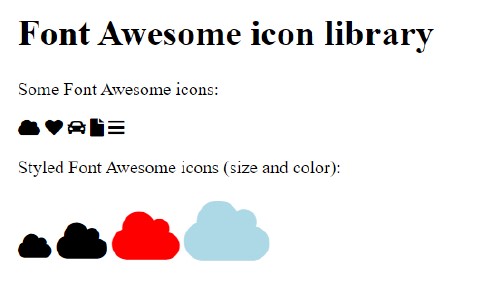 Font Awesome icon library
Some Font Awesome icons:
Styled Font Awesome icons (size and color):